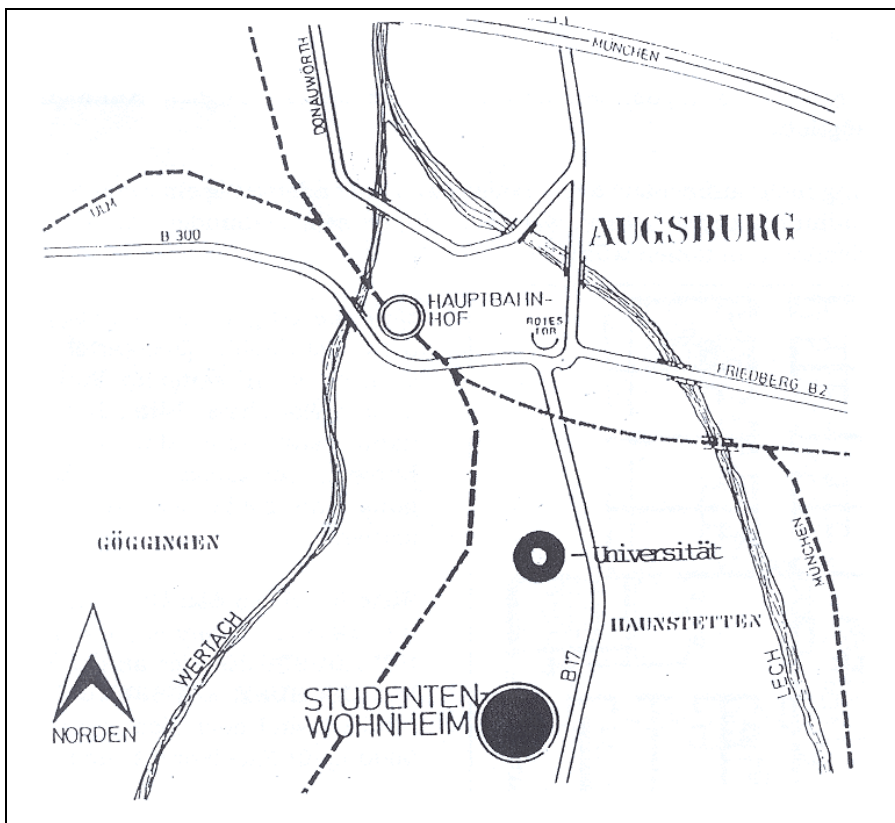 MÜNCHEN
DONAUWÖRTH
ULM
B 300
AUGSBURG
HAUPTBAHN-
HOF
ROTES
TOR
FRIEDBERG B2
GÖGGINGEN
Universität
MÜNCHEN
HAUNSTETTEN
WERTACH
LECH
B17
STUDENTEN-
WOHNHEIM
NORDEN